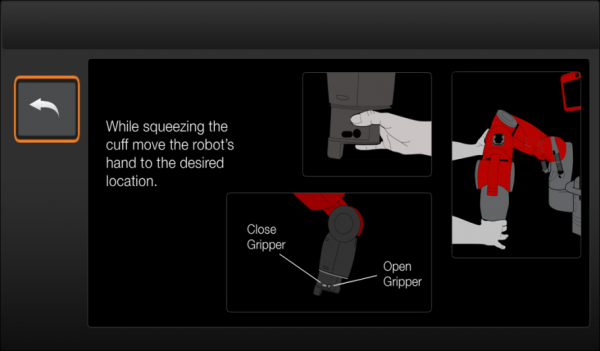 While squeezing the
cuff move the robot's
hand to the desired
location.
Close
Gripper
Open
Gripper